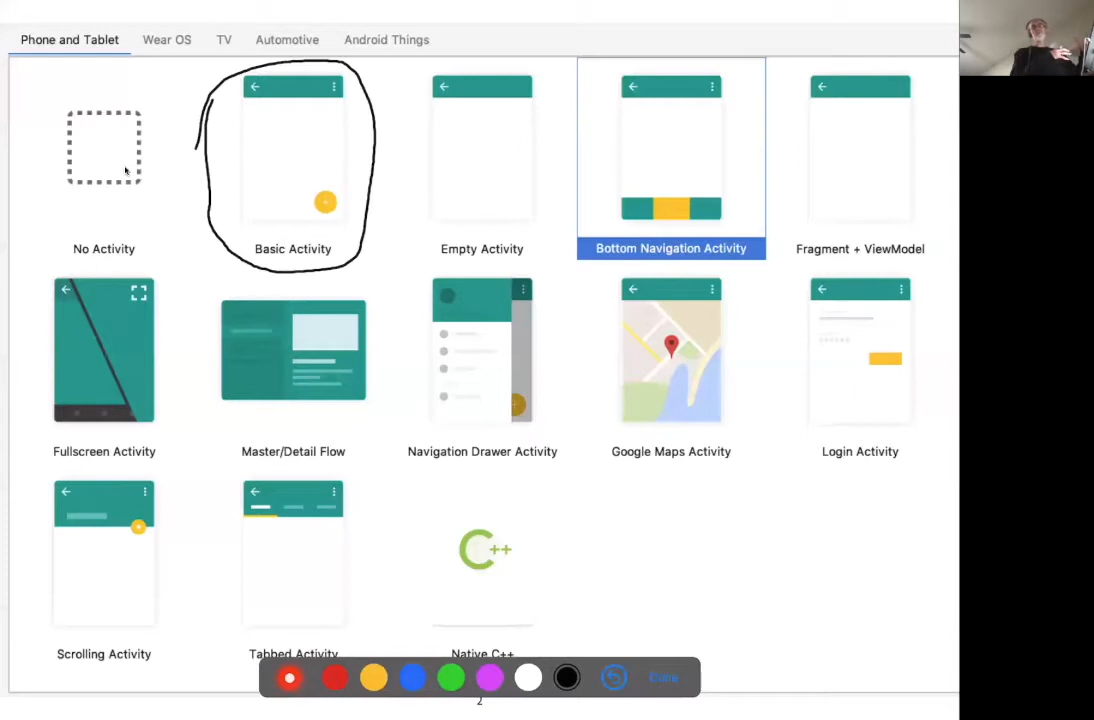 Phone and Tablet Wear OS TV Automotive Android Things
No Activity Basic Activity Empty Activity Bottom Navigation Activity Fragment + ViewModel
Fullscreen Activity Master/Detail Flow Navigation Drawer Activity Google Maps Activity Login Activity
C++
Scrolling Activity Tabbed Activity Native C++
Done
2